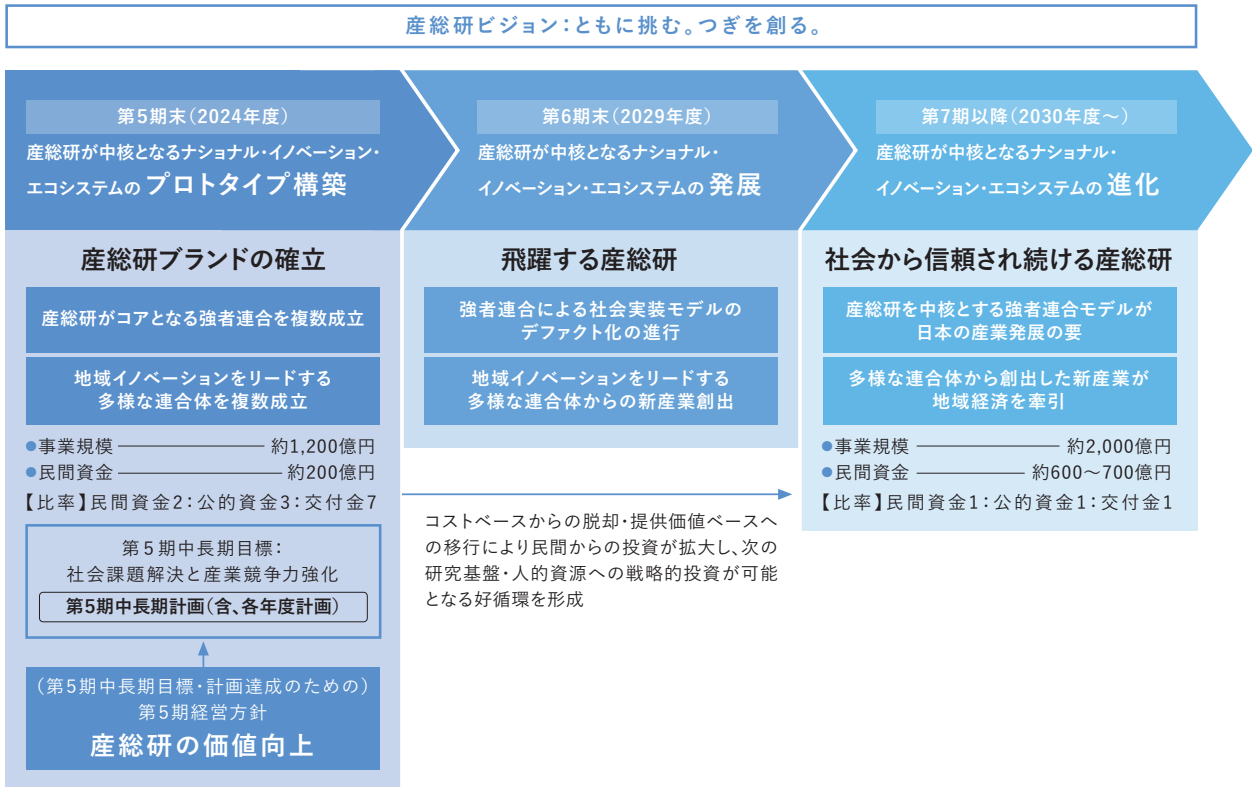 産総研ビジョン：ともに挑む。つぎを創る。
第5期末（2024年度）
産総研が中核となるナショナル・イノベーション・
エコシステムの プロトタイプ構築
産総研ブランドの確立
産総研がコアとなる強者連合を複数成立
地域イノベーションをリードする
多様な連合体を複数成立
●事業規模 ――― 約1,200億円
●民間資金 ――― 約200億円
【比率】民間資金2：公的資金3：交付金7
第5期中長期目標：
社会課題解決と産業競争力強化
第5期中長期計画（含、各年度計画）
（第5期中長期目標・計画達成のための）
第5期経営方針
産総研の価値向上
第6期末（2029年度）
産総研が中核となるナショナル・
イノベーション・エコシステムの 発展
飛躍する産総研
強者連合による社会実装モデルの
デファクト化の進行
地域イノベーションをリードする
多様な連合体からの新産業創出
コストベースからの脱却・提供価値ベースへ
の移行により民間からの投資が拡大し、次の
研究基盤・人的資源への戦略的投資が可能
となる好循環を形成
第7期以降（2030年度～）
産総研が中核となるナショナル・
イノベーション・エコシステムの 進化
社会から信頼され続ける産総研
産総研を中核とする強者連合モデルが
日本の産業発展の要
多様な連合体から創出した新産業が
地域経済を牽引
●事業規模 ――― 約2,000億円
●民間資金 ――― 約600～700億円
【比率】民間資金1：公的資金1：交付金1